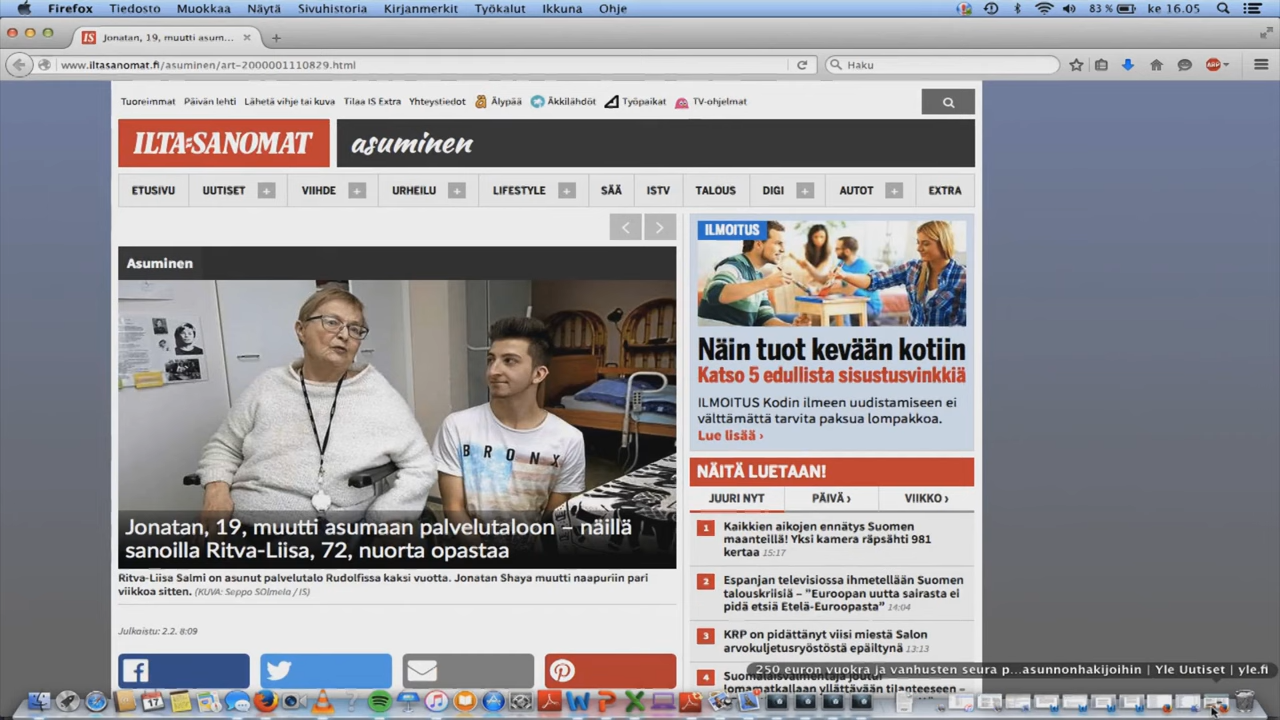 Firefox Tiedosto Muokkaa Näytä Sivuhistoria Kirjanmerkit Työkalut Ikkuna Ohje 83 % ke 16.05
IS Jonatan, 19, muutti asum...
www.iltasanomat.fi/asuminen/art-2000001110829.html
Haku
ABP
Tuoreimmat Päivän lehti Lähetä vihje tai kuva Tilaa IS Extra Yhteystiedot Älypää Äkkilähdöt Työpaikat TV-ohjelmat
ILTA-SANOMAT asuminen
ETUSIVU UUTISET + VIIHDE + URHEILU + LIFESTYLE + SÄÄ ISTV TALOUS DIGI + AUTOT + EXTRA
Asuminen
BRONX
Jonatan, 19, muutti asumaan palvelutaloon – näillä
sanoilla Ritva-Liisa, 72, nuorta opastaa
Ritva-Liisa Salmi on asunut palvelutalo Rudolfissa kaksi vuotta. Jonatan Shaya muutti naapuriin pari
viikkoa sitten. (KUVA: Seppo SOlmela / IS)
Julkaistu: 2.2. 8:09
ILMOITUS
Näin tuot kevään kotiin
Katso 5 edullista sisustusvinkkiä
ILMOITUS Kodin ilmeen uudistamiseen ei
välttämättä tarvita paksua lompakkoa.
Lue lisää ›
NÄITÄ LUETAAN!
JUURI NYT PÄIVÄ › VIIKKO ›
1 Kaikkien aikojen ennätys Suomen
maanteillä! Yksi kamera räpsähti 981
kertaa 15:17
2 Espanjan televisiossa ihmetellään Suomen
talouskriisiä – ”Euroopan uutta sairasta ei
pidä etsiä Etelä-Euroopasta” 14:04
3 KRP on pidättänyt viisi miestä Salon
arvokuljetusryöstöstä epäiltynä 13:13
4 Suomalaisvalmentaja joutui
lomamatkallaan yllättävään tilanteeseen –
250 euron vuokra ja vanhusten seura p...asunnonhakijoihin | Yle Uutiset | yle.fi
17